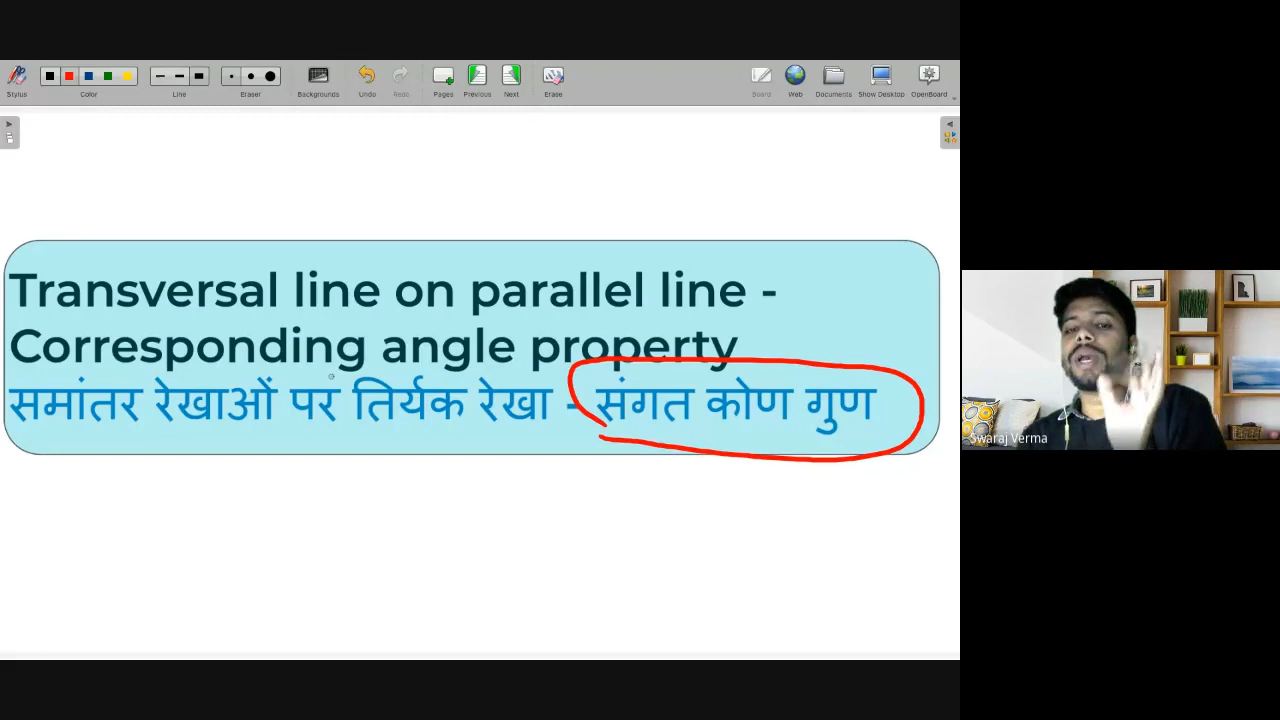 Stylus Color Line Eraser Backgrounds Undo Redo Pages Previous Next Erase Board Web Documents Show Desktop OpenBoard
Transversal line on parallel line -
Corresponding angle property
समांतर रेखाओं पर तिर्यक रेखा - संगत कोण गुण
Swaraj Verma